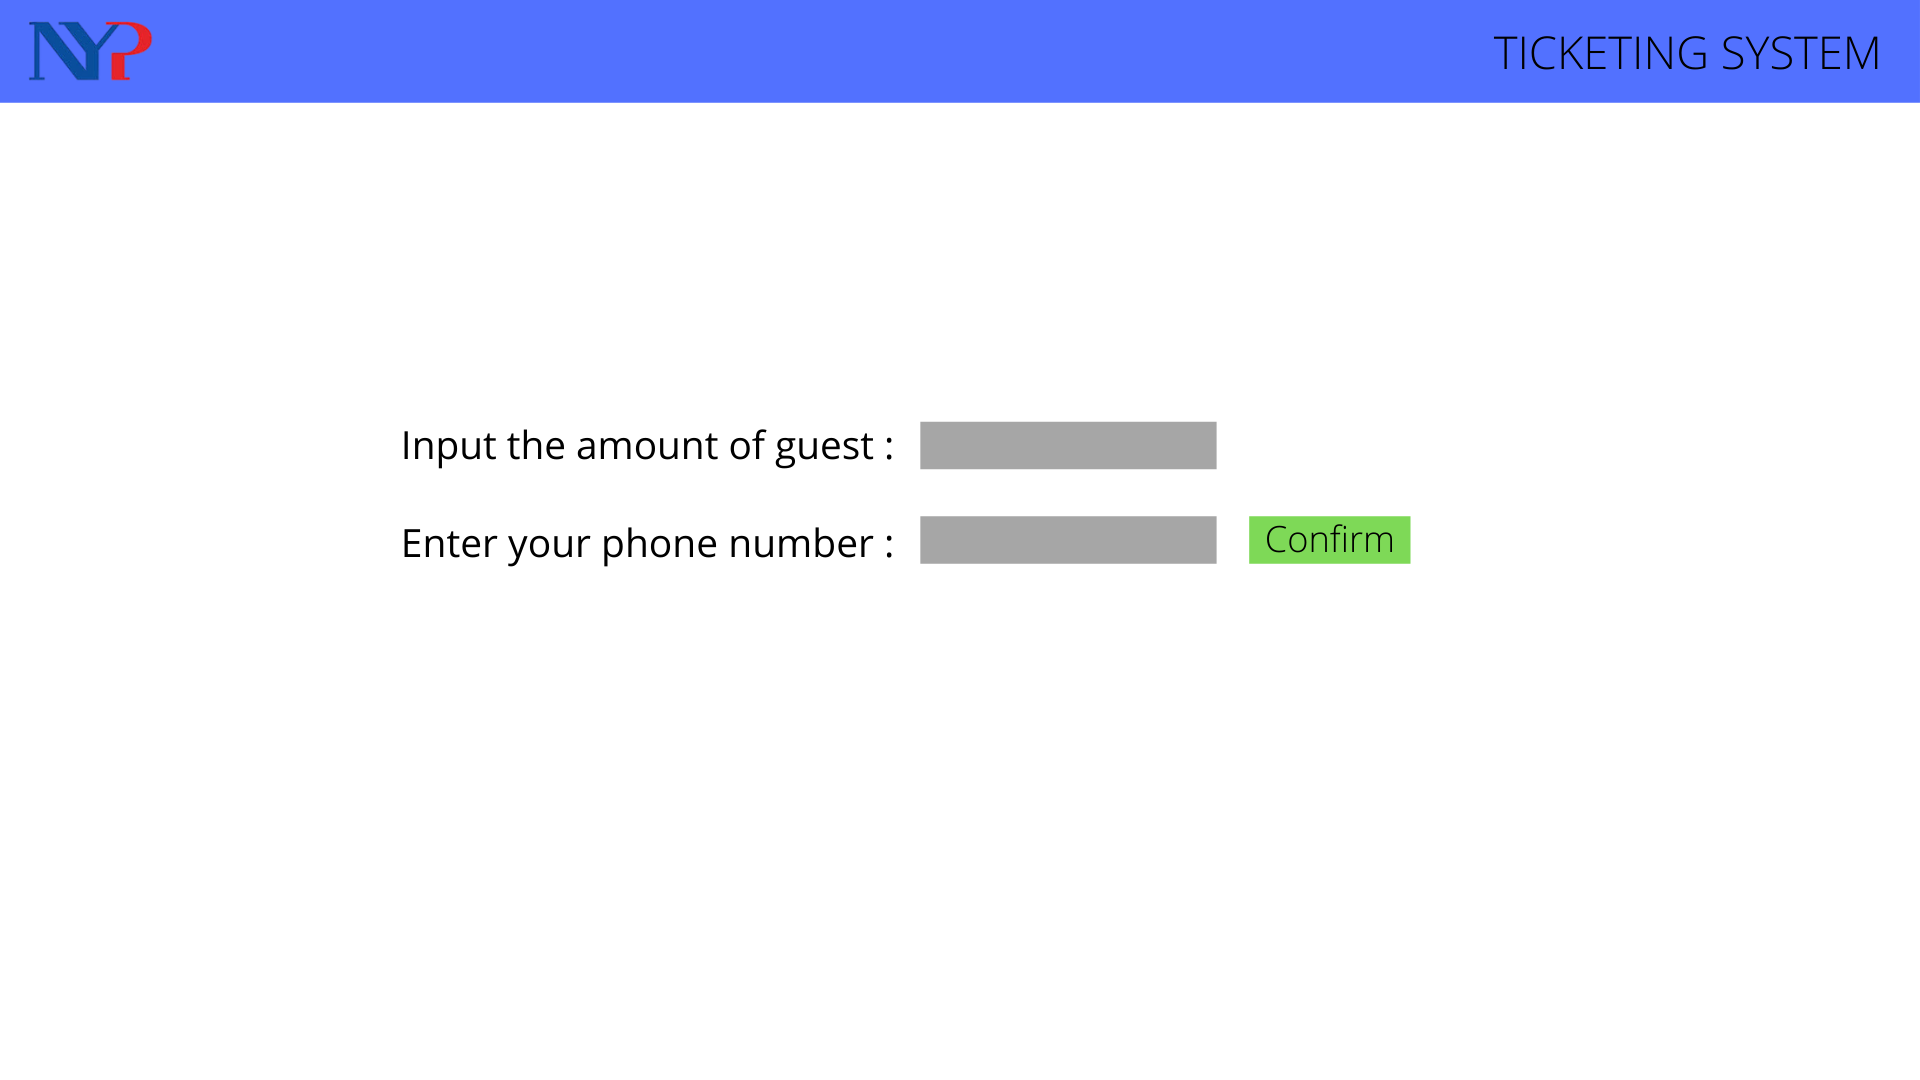 NYP
TICKETING SYSTEM
Input the amount of guest :
Enter your phone number :
Confirm